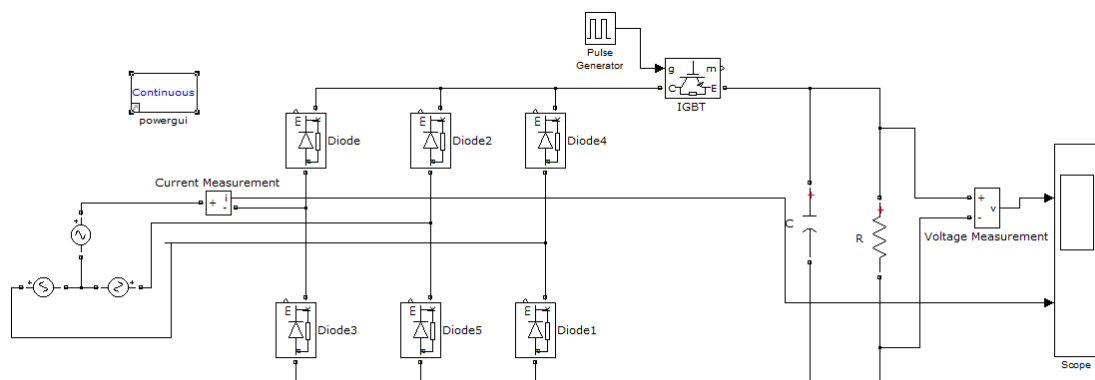 Pulse
Generator
g
m
C
E
IGBT
Continuous
powergui
E
Diode
E
Diode2
E
Diode4
Current Measurement
+
i
-
+
+
+
C
+
R
+
+
-
v
Voltage Measurement
E
Diode3
E
Diode5
E
Diode1
Scope